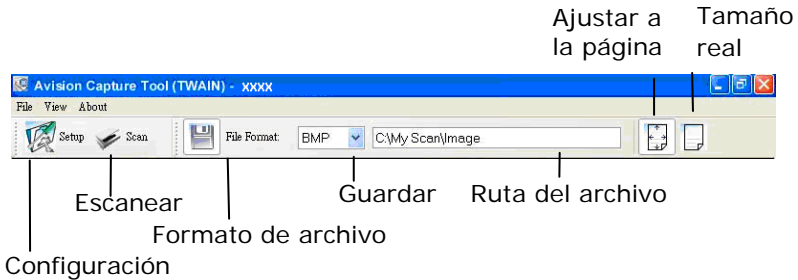 Ajustar a
la página
Tamaño
real
Avision Capture Tool (TWAIN) - xxxx
File View About
Setup Scan File Format: BMP C:\My Scan\Image
Escanear
Guardar
Ruta del archivo
Formato de archivo
Configuración